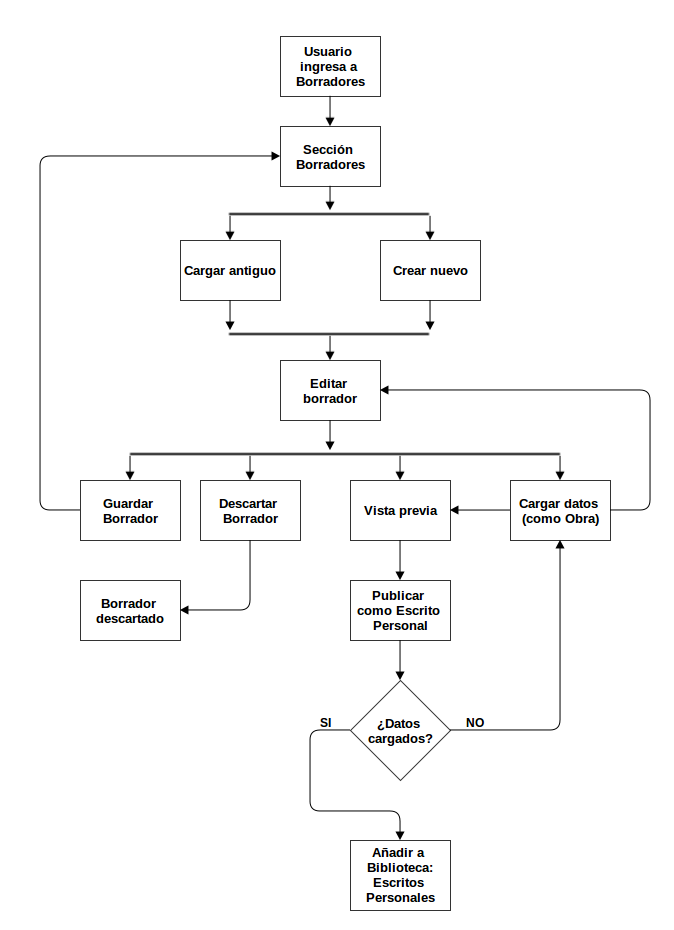 Usuario
ingresa a
Borradores
Sección
Borradores
Cargar antiguo
Crear nuevo
Editar
borrador
Guardar
Borrador
Descartar
Borrador
Vista previa
Cargar datos
(como Obra)
Borrador
descartado
Publicar
como Escrito
Personal
¿Datos
cargados?
SI
NO
Añadir a
Biblioteca:
Escritos
Personales